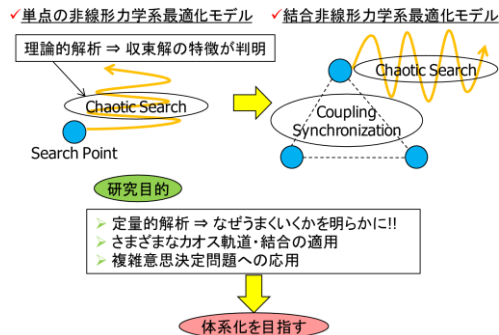 ✓単点の非線形力学系最適化モデル
✓結合非線形力学系最適化モデル
理論的解析 ⇒ 収束解の特徴が判明
Chaotic Search
Search Point
Chaotic Search
Coupling
Synchronization
研究目的
➢ 定量的解析 ⇒ なぜうまくいくかを明らかに!!
➢ さまざまなカオス軌道・結合の適用
➢ 複雑意思決定問題への応用
体系化を目指す